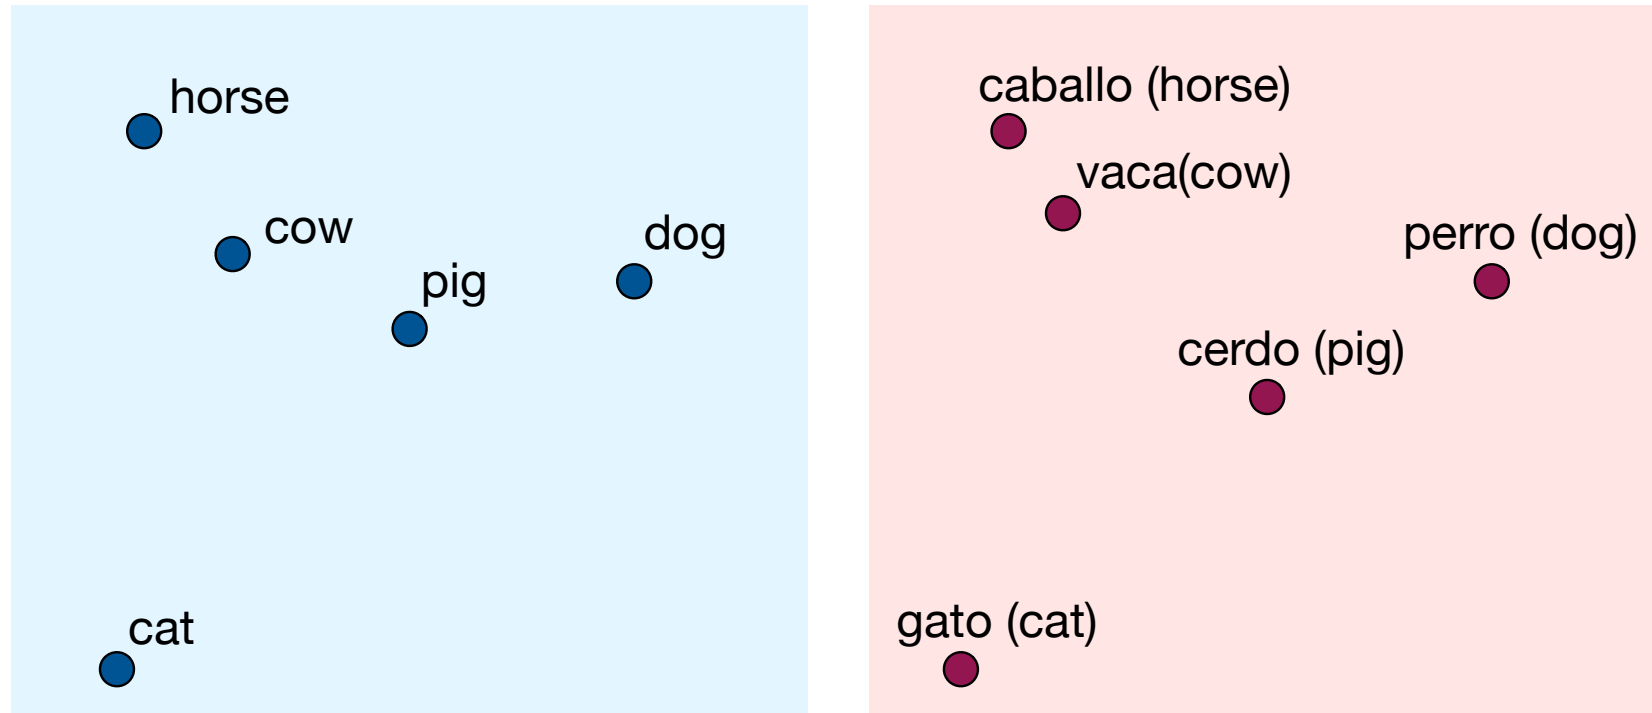 horse
cow
pig
dog
cat
caballo (horse)
vaca(cow)
perro (dog)
cerdo (pig)
gato (cat)